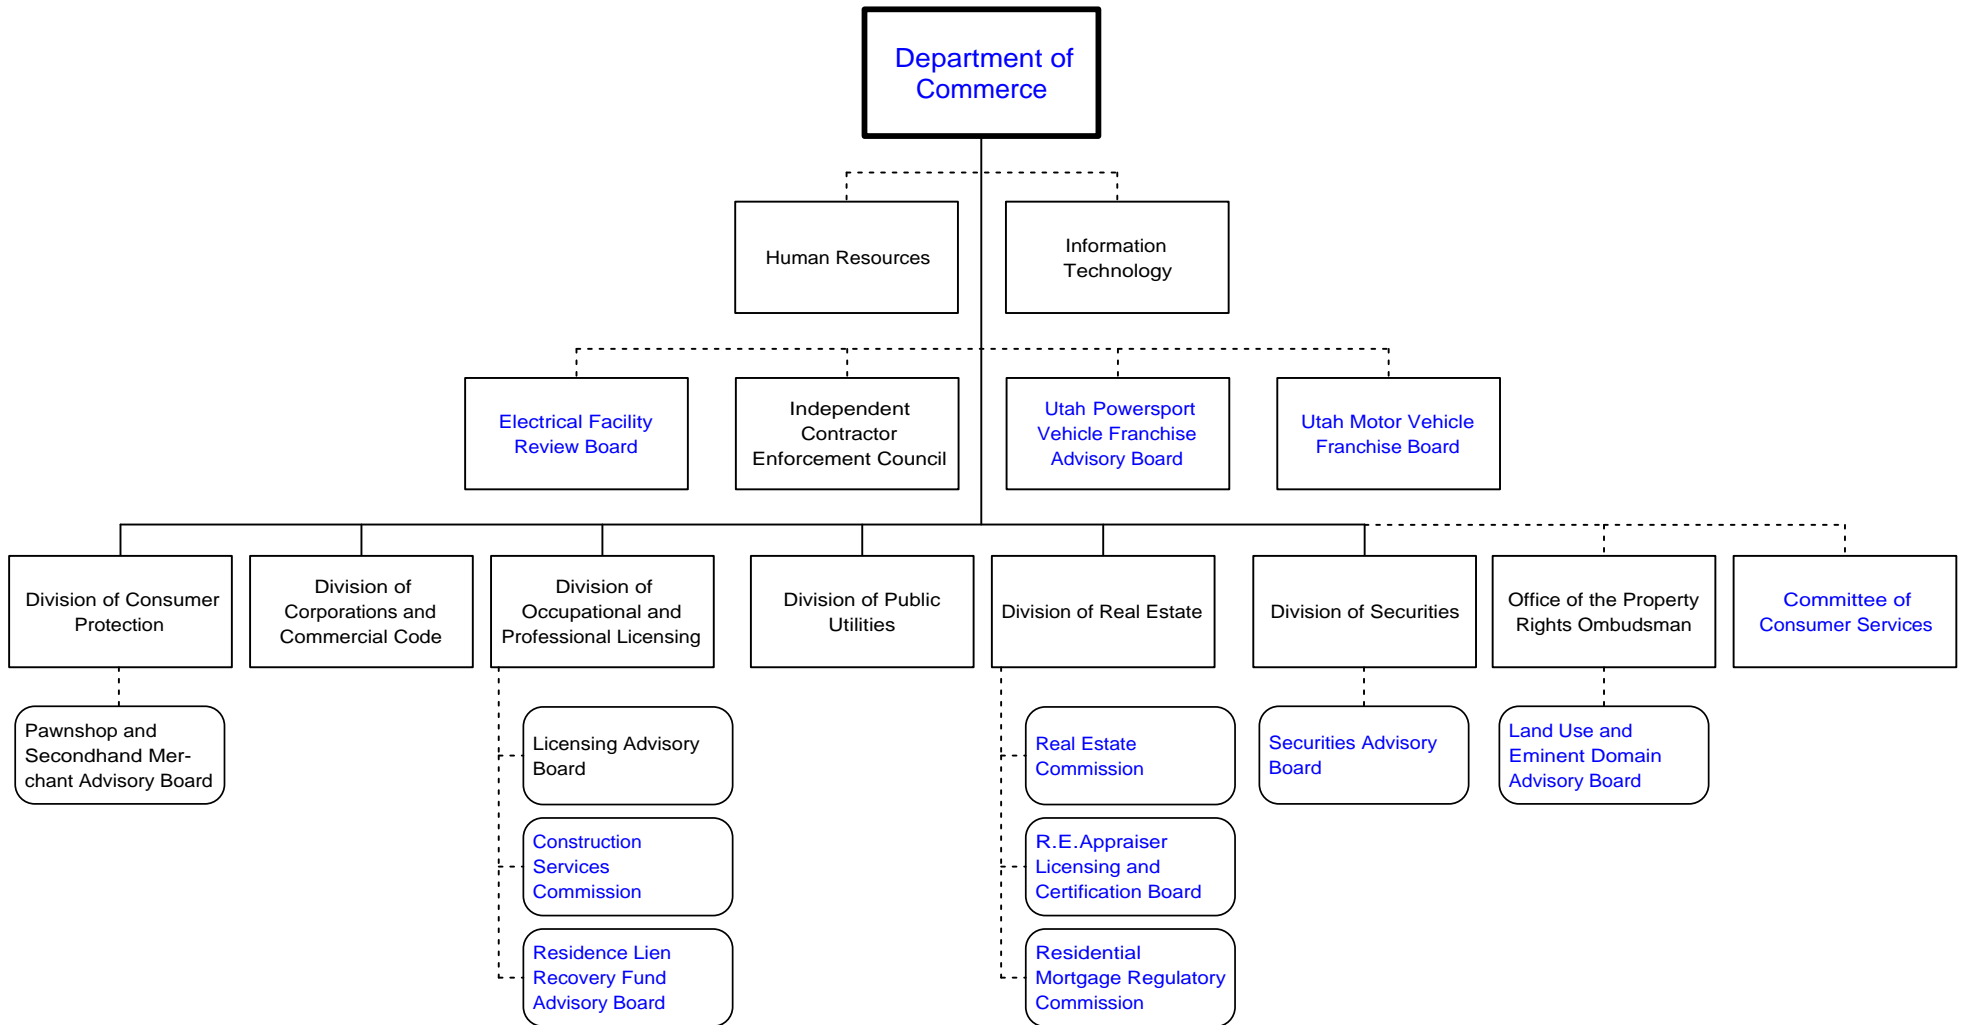 Department of
Commerce
Human Resources
Information
Technology
Electrical Facility
Review Board
Independent
Contractor
Enforcement Council
Utah Powersport
Vehicle Franchise
Advisory Board
Utah Motor Vehicle
Franchise Board
Division of Consumer
Protection
Division of
Corporations and
Commercial Code
Division of
Occupational and
Professional Licensing
Division of Public
Utilities
Division of Real Estate
Division of Securities
Office of the Property
Rights Ombudsman
Committee of
Consumer Services
Pawnshop and
Secondhand Mer-
chant Advisory Board
Licensing Advisory
Board
Real Estate
Commission
Securities Advisory
Board
Land Use and
Eminent Domain
Advisory Board
Construction
Services
Commission
R.E.Appraiser
Licensing and
Certification Board
Residence Lien
Recovery Fund
Advisory Board
Residential
Mortgage Regulatory
Commission